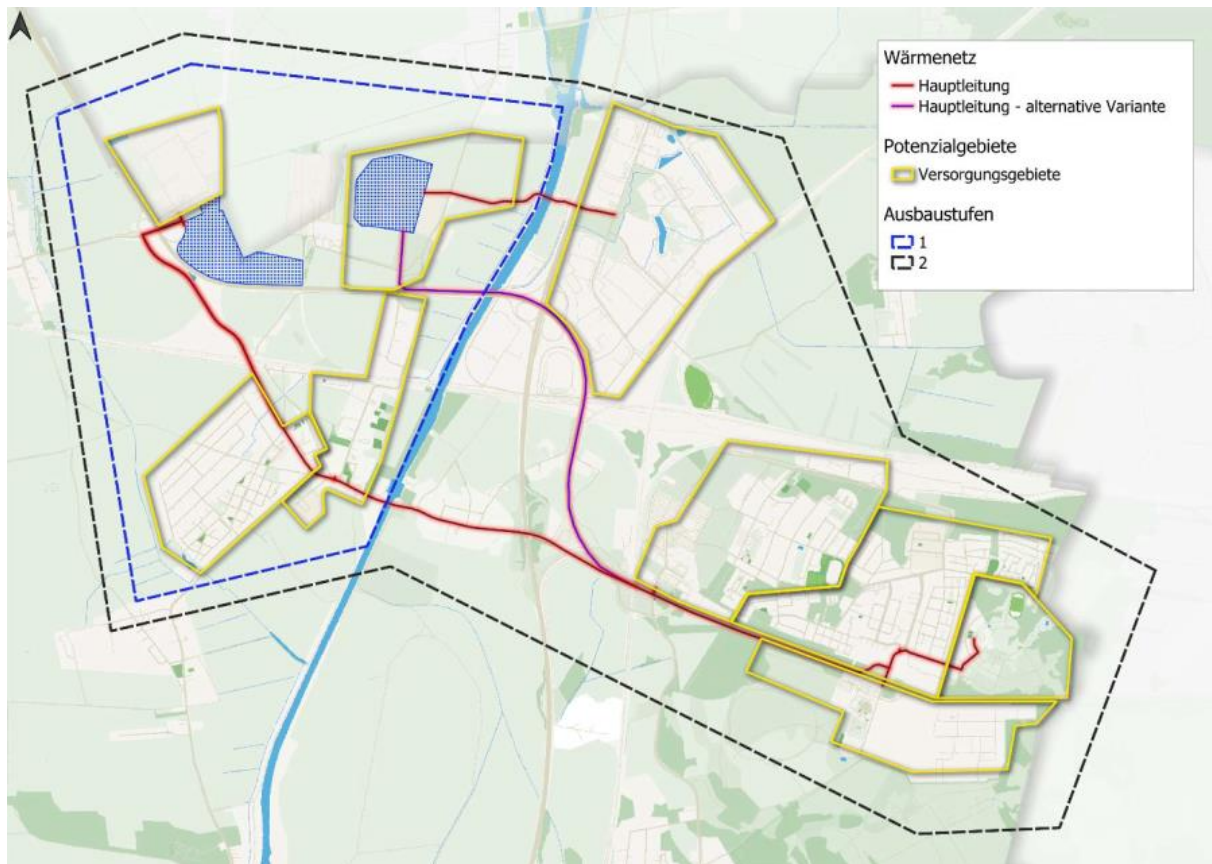 Wärmenetz
Hauptleitung
Hauptleitung - alternative Variante
Potenzialgebiete
Versorgungsgebiete
Ausbaustufen
1
2